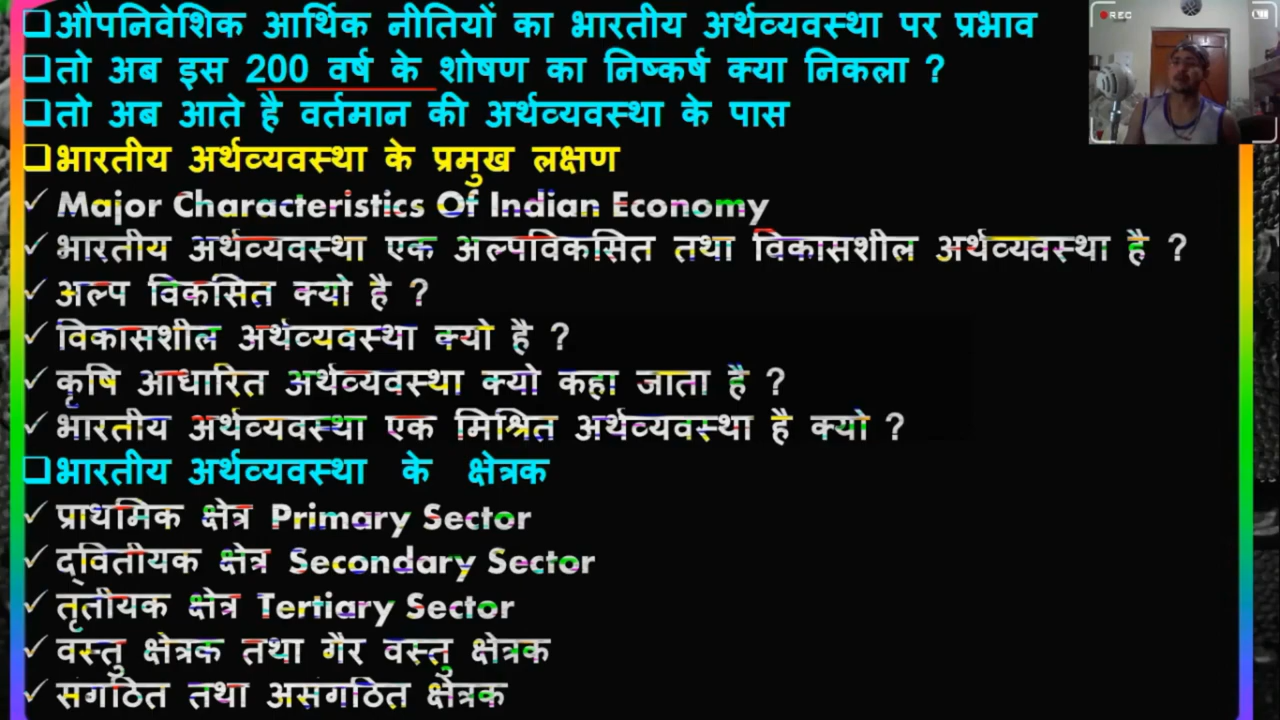 ❑औपनिवेशिक आर्थिक नीतियों का भारतीय अर्थव्यवस्था पर प्रभाव
❑तो अब इस 200 वर्ष के शोषण का निष्कर्ष क्या निकला ?
❑तो अब आते है वर्तमान की अर्थव्यवस्था के पास
❑भारतीय अर्थव्यवस्था के प्रमुख लक्षण
✓ Major Characteristics Of Indian Economy
✓ भारतीय अर्थव्यवस्था एक अल्पविकसित तथा विकासशील अर्थव्यवस्था है ?
✓ अल्प विकसित क्यो है ?
✓ विकासशील अर्थव्यवस्था क्यो है ?
✓ कृषि आधारित अर्थव्यवस्था क्यो कहा जाता है ?
✓ भारतीय अर्थव्यवस्था एक मिश्रित अर्थव्यवस्था है क्यो ?
❑भारतीय अर्थव्यवस्था के क्षेत्रक
✓ प्राथमिक क्षेत्र Primary Sector
✓ द्वितीयक क्षेत्र Secondary Sector
✓ तृतीयक क्षेत्र Tertiary Sector
✓ वस्तु क्षेत्रक तथा गैर वस्तु क्षेत्रक
✓ सगठित तथा असगठित क्षेत्रक
REC